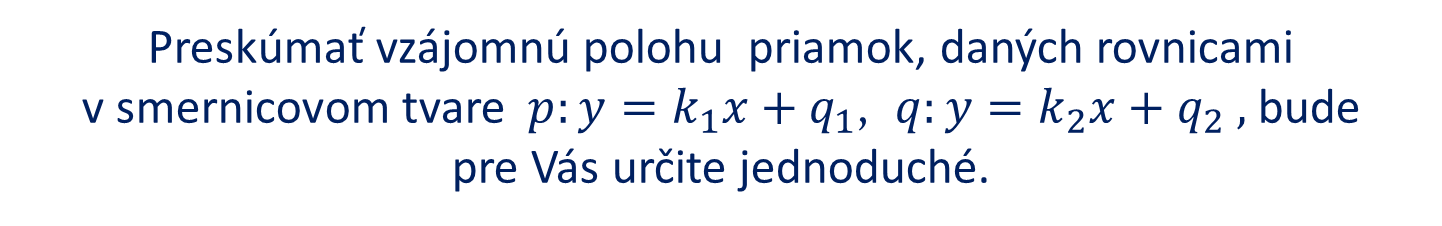 Preskúmať vzájomnú polohu priamok, daných rovnicami
v smernicovom tvare 𝑝: 𝑦 = 𝑘₁𝑥 + 𝑞₁, 𝑞: 𝑦 = 𝑘₂𝑥 + 𝑞₂ , bude
pre Vás určite jednoduché.